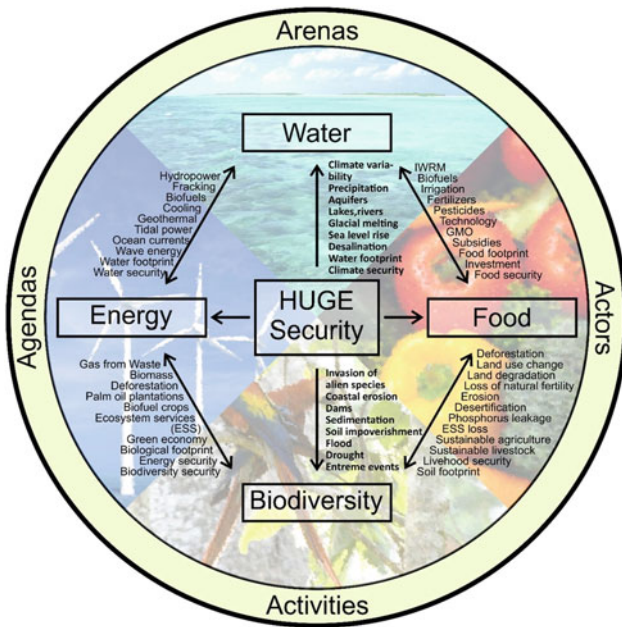 Arenas
Water
Hydropower
Fracking
Biofuels
Cooling
Geothermal
Tidal power
Ocean currents
Wave energy
Water footprint
Water security
Climate varia-
bility
Precipitation
Aquifers
Lakes,rivers
Glacial melting
Sea level rise
Desalination
Water footprint
Climate security
IWRM
Biofuels
Irrigation
Fertilizers
Pesticides
Technology
GMO
Subsidies
Food footprint
Investment
Food security
Agendas
Energy
HUGE
Security
Food
Actors
Gas from Waste
Biomass
Deforestation
Palm oil plantations
Biofuel crops
Ecosystem services
(ESS)
Green economy
Biological footprint
Energy security
Biodiversity security
Invasion of
alien species
Coastal erosion
Dams
Sedimentation
Soil impoverishment
Flood
Drought
Entreme events
Deforestation
Land use change
Land degradation
Loss of natural fertility
Erosion
Desertification
Phosphorus leakage
ESS loss
Sustainable agriculture
Sustainable livestock
Livehood security
Soil footprint
Biodiversity
Activities